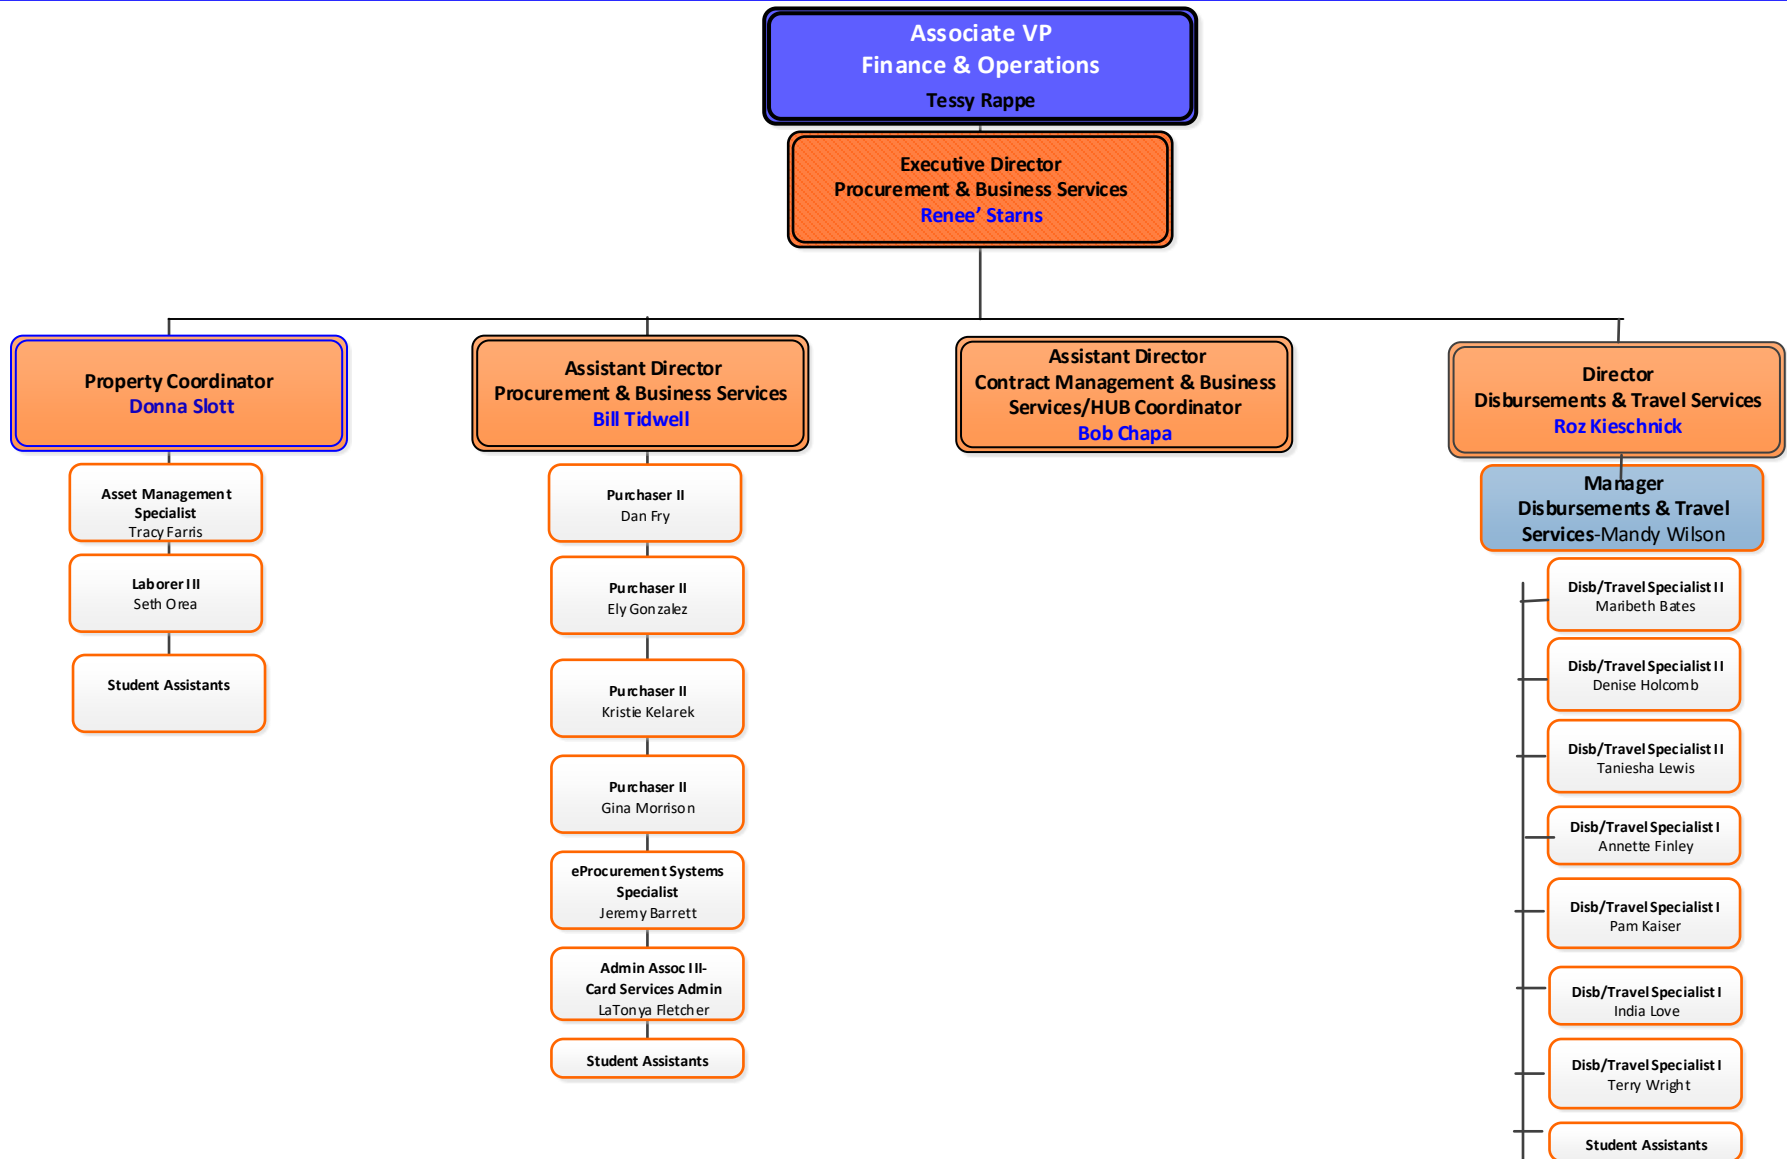 Associate VP
Finance & Operations
Tessy Rappe
Executive Director
Procurement & Business Services
Renee’ Starns
Property Coordinator
Donna Slott
Assistant Director
Procurement & Business Services
Bill Tidwell
Assistant Director
Contract Management & Business
Services/HUB Coordinator
Bob Chapa
Director
Disbursements & Travel Services
Roz Kieschnick
Asset Management
Specialist
Tracy Farris
Laborer III
Seth Orea
Student Assistants
Purchaser II
Dan Fry
Purchaser II
Ely Gonzalez
Purchaser II
Kristie Kelarek
Purchaser II
Gina Morrison
eProcurement Systems
Specialist
Jeremy Barrett
Admin Assoc III-
Card Services Admin
LaTonya Fletcher
Student Assistants
Manager
Disbursements & Travel
Services-Mandy Wilson
Disb/Travel Specialist II
Maribeth Bates
Disb/Travel Specialist II
Denise Holcomb
Disb/Travel Specialist II
Taniesha Lewis
Disb/Travel Specialist I
Annette Finley
Disb/Travel Specialist I
Pam Kaiser
Disb/Travel Specialist I
India Love
Disb/Travel Specialist I
Terry Wright
Student Assistants